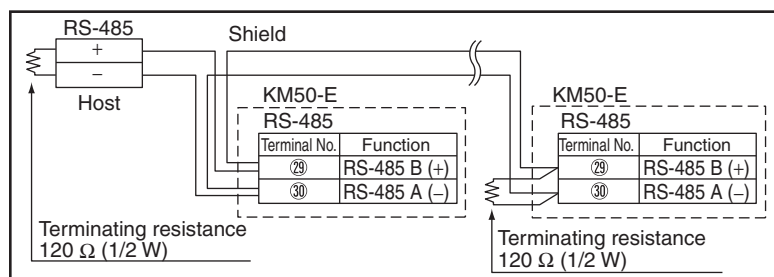 RS-485
+
−
Host
Shield
KM50-E
RS-485
Terminal No. Function
㉙ RS-485 B (+)
㉚ RS-485 A (−)
KM50-E
RS-485
Terminal No. Function
㉙ RS-485 B (+)
㉚ RS-485 A (−)
Terminating resistance
120 Ω (1/2 W)
Terminating resistance
120 Ω (1/2 W)